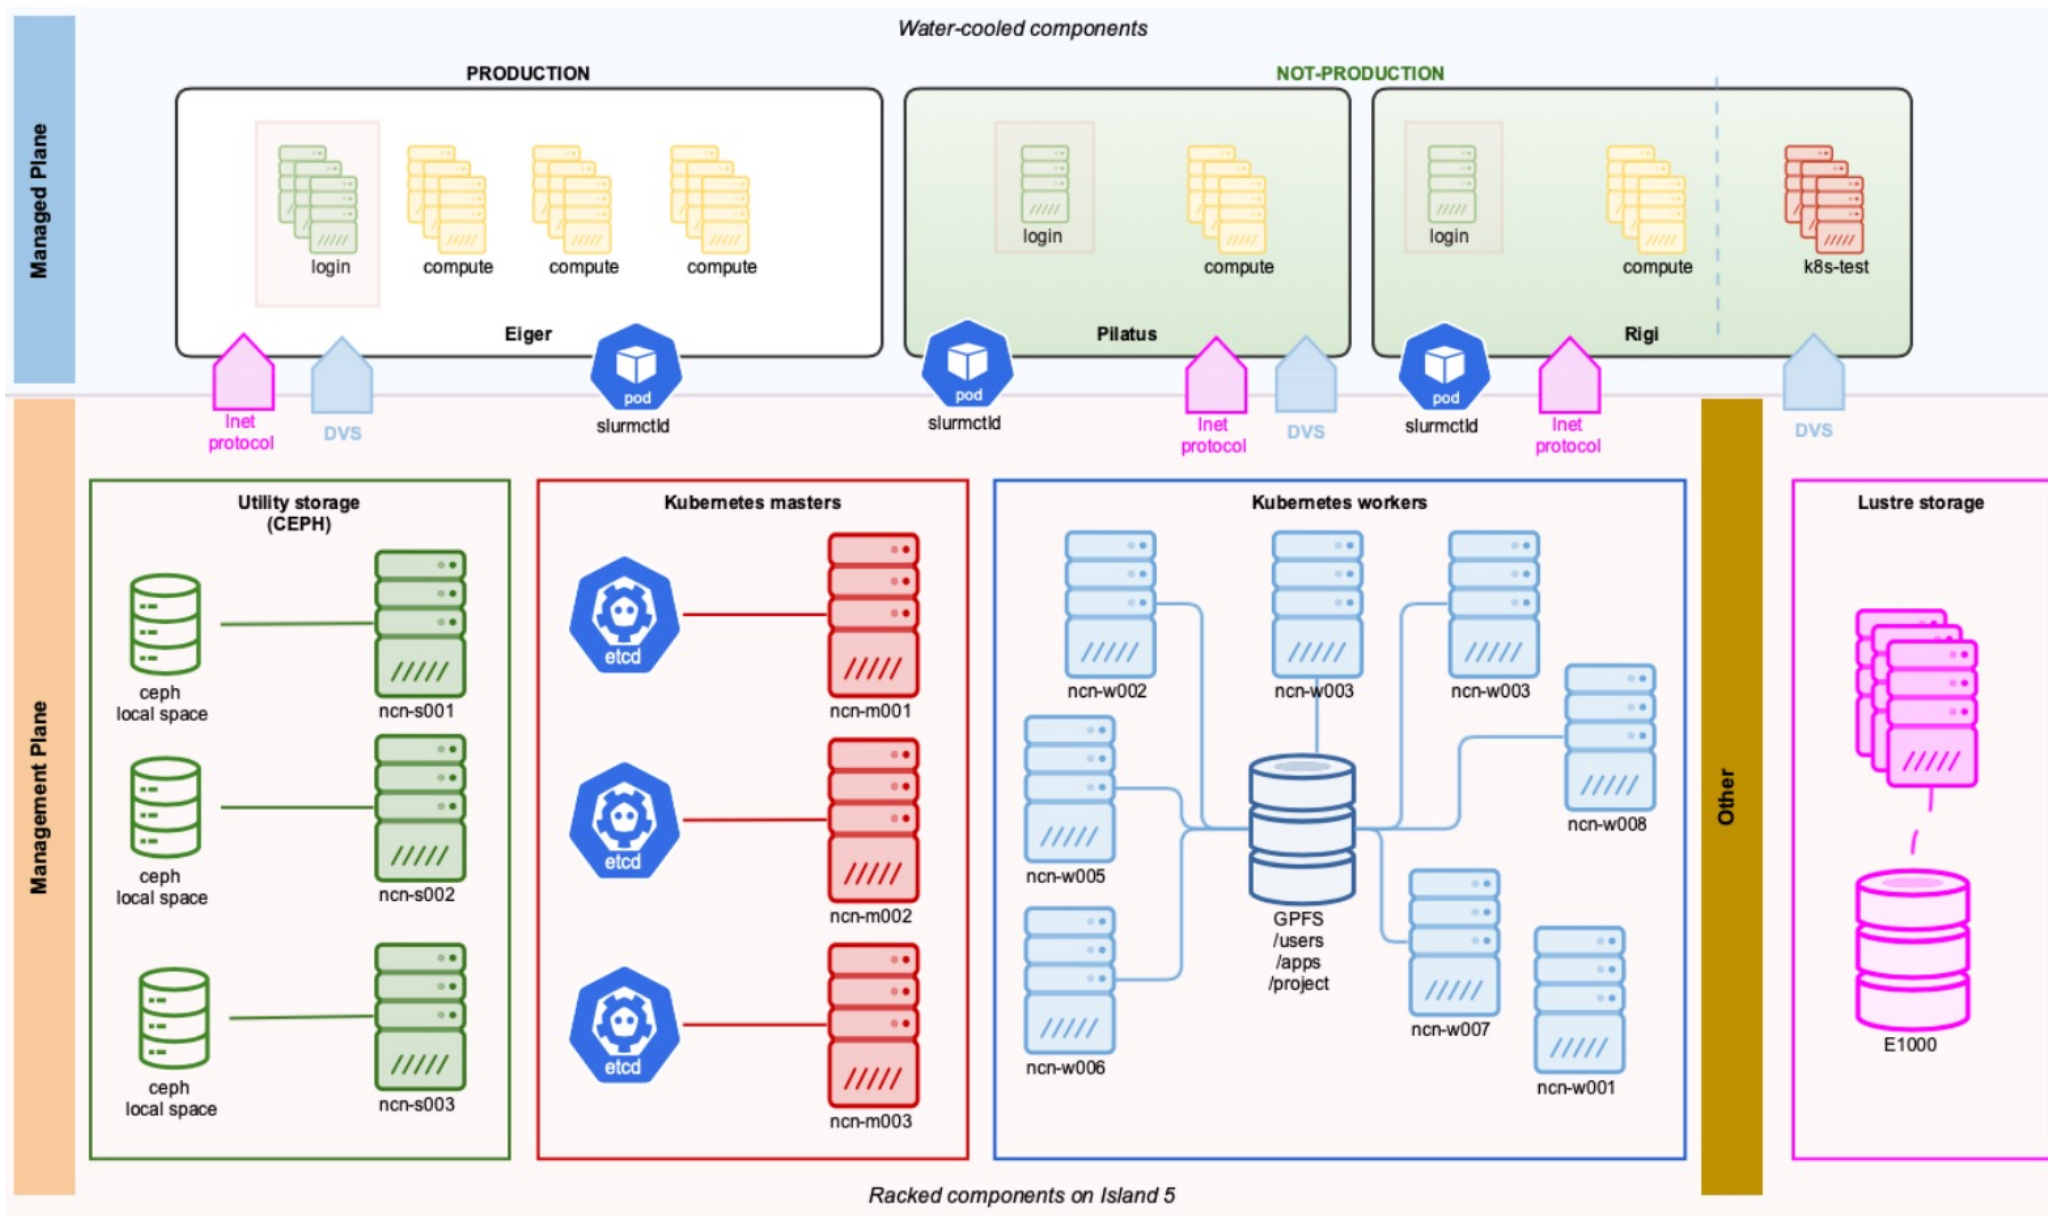 Water-cooled components
PRODUCTION
NOT-PRODUCTION
Managed Plane
login
compute
compute
compute
Eiger
login
compute
Pilatus
login
compute
k8s-test
Rigi
lnet
protocol
DVS
pod
slurmctld
pod
slurmctld
lnet
protocol
DVS
pod
slurmctld
lnet
protocol
DVS
Management Plane
Utility storage
(CEPH)
ceph
local space
ncn-s001
ceph
local space
ncn-s002
ceph
local space
ncn-s003
Kubernetes masters
etcd
ncn-m001
etcd
ncn-m002
etcd
ncn-m003
Kubernetes workers
ncn-w002
ncn-w003
ncn-w003
ncn-w008
ncn-w005
GPFS
/users
/apps
/project
ncn-w006
ncn-w007
ncn-w001
Other
Lustre storage
E1000
Racked components on Island 5